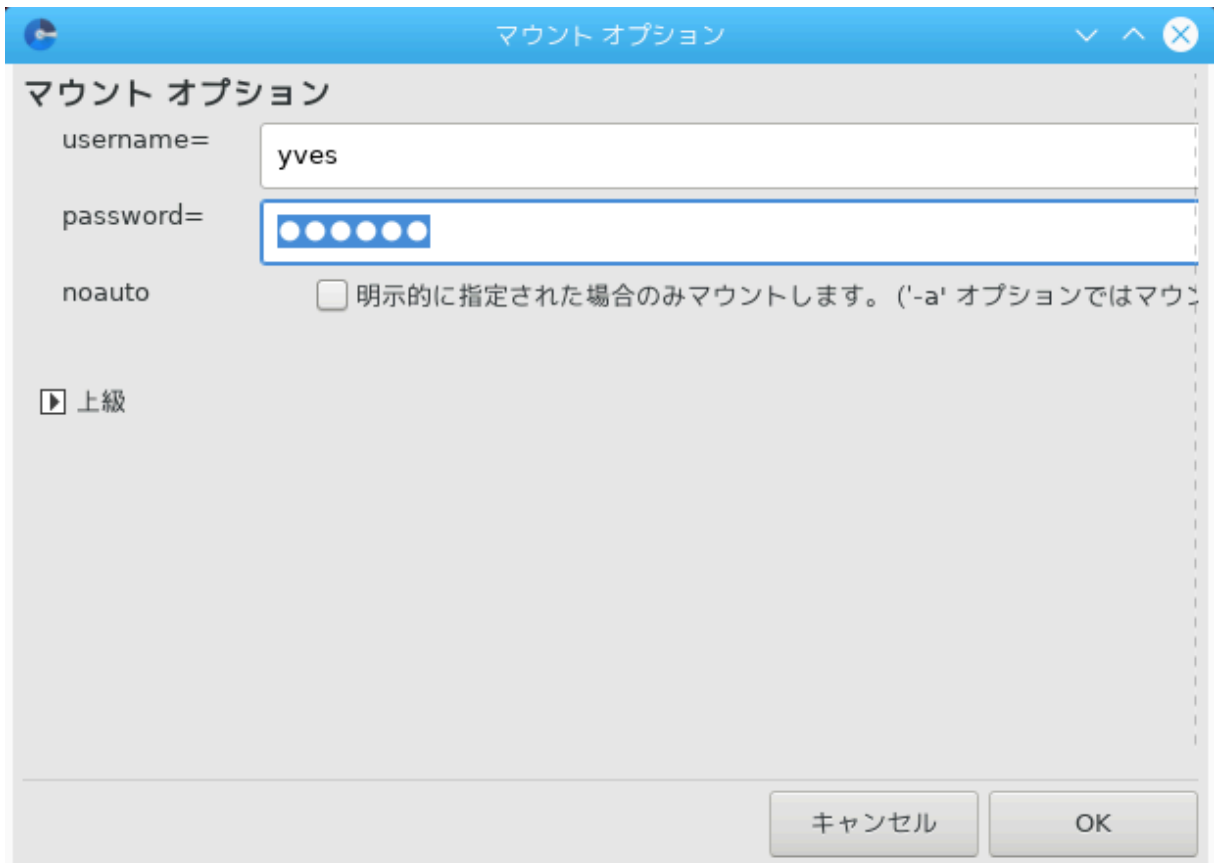 マウント オプション
マウント オプション
username=
yves
password=
●●●●●●
noauto
明示的に指定された場合のみマウントします。 ('-a' オプションではマウン
上級
キャンセル
OK